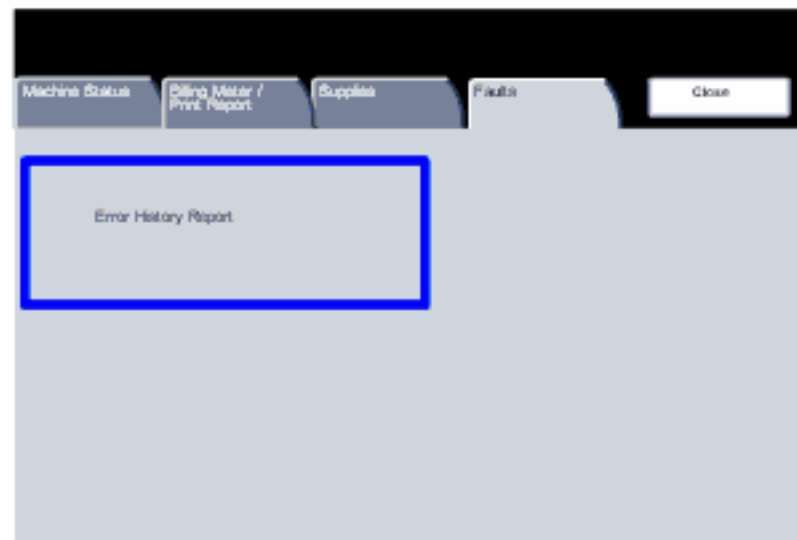 Machine Status
Billing Meter /
Print Report
Supplies
Faults
Close
Error History Report